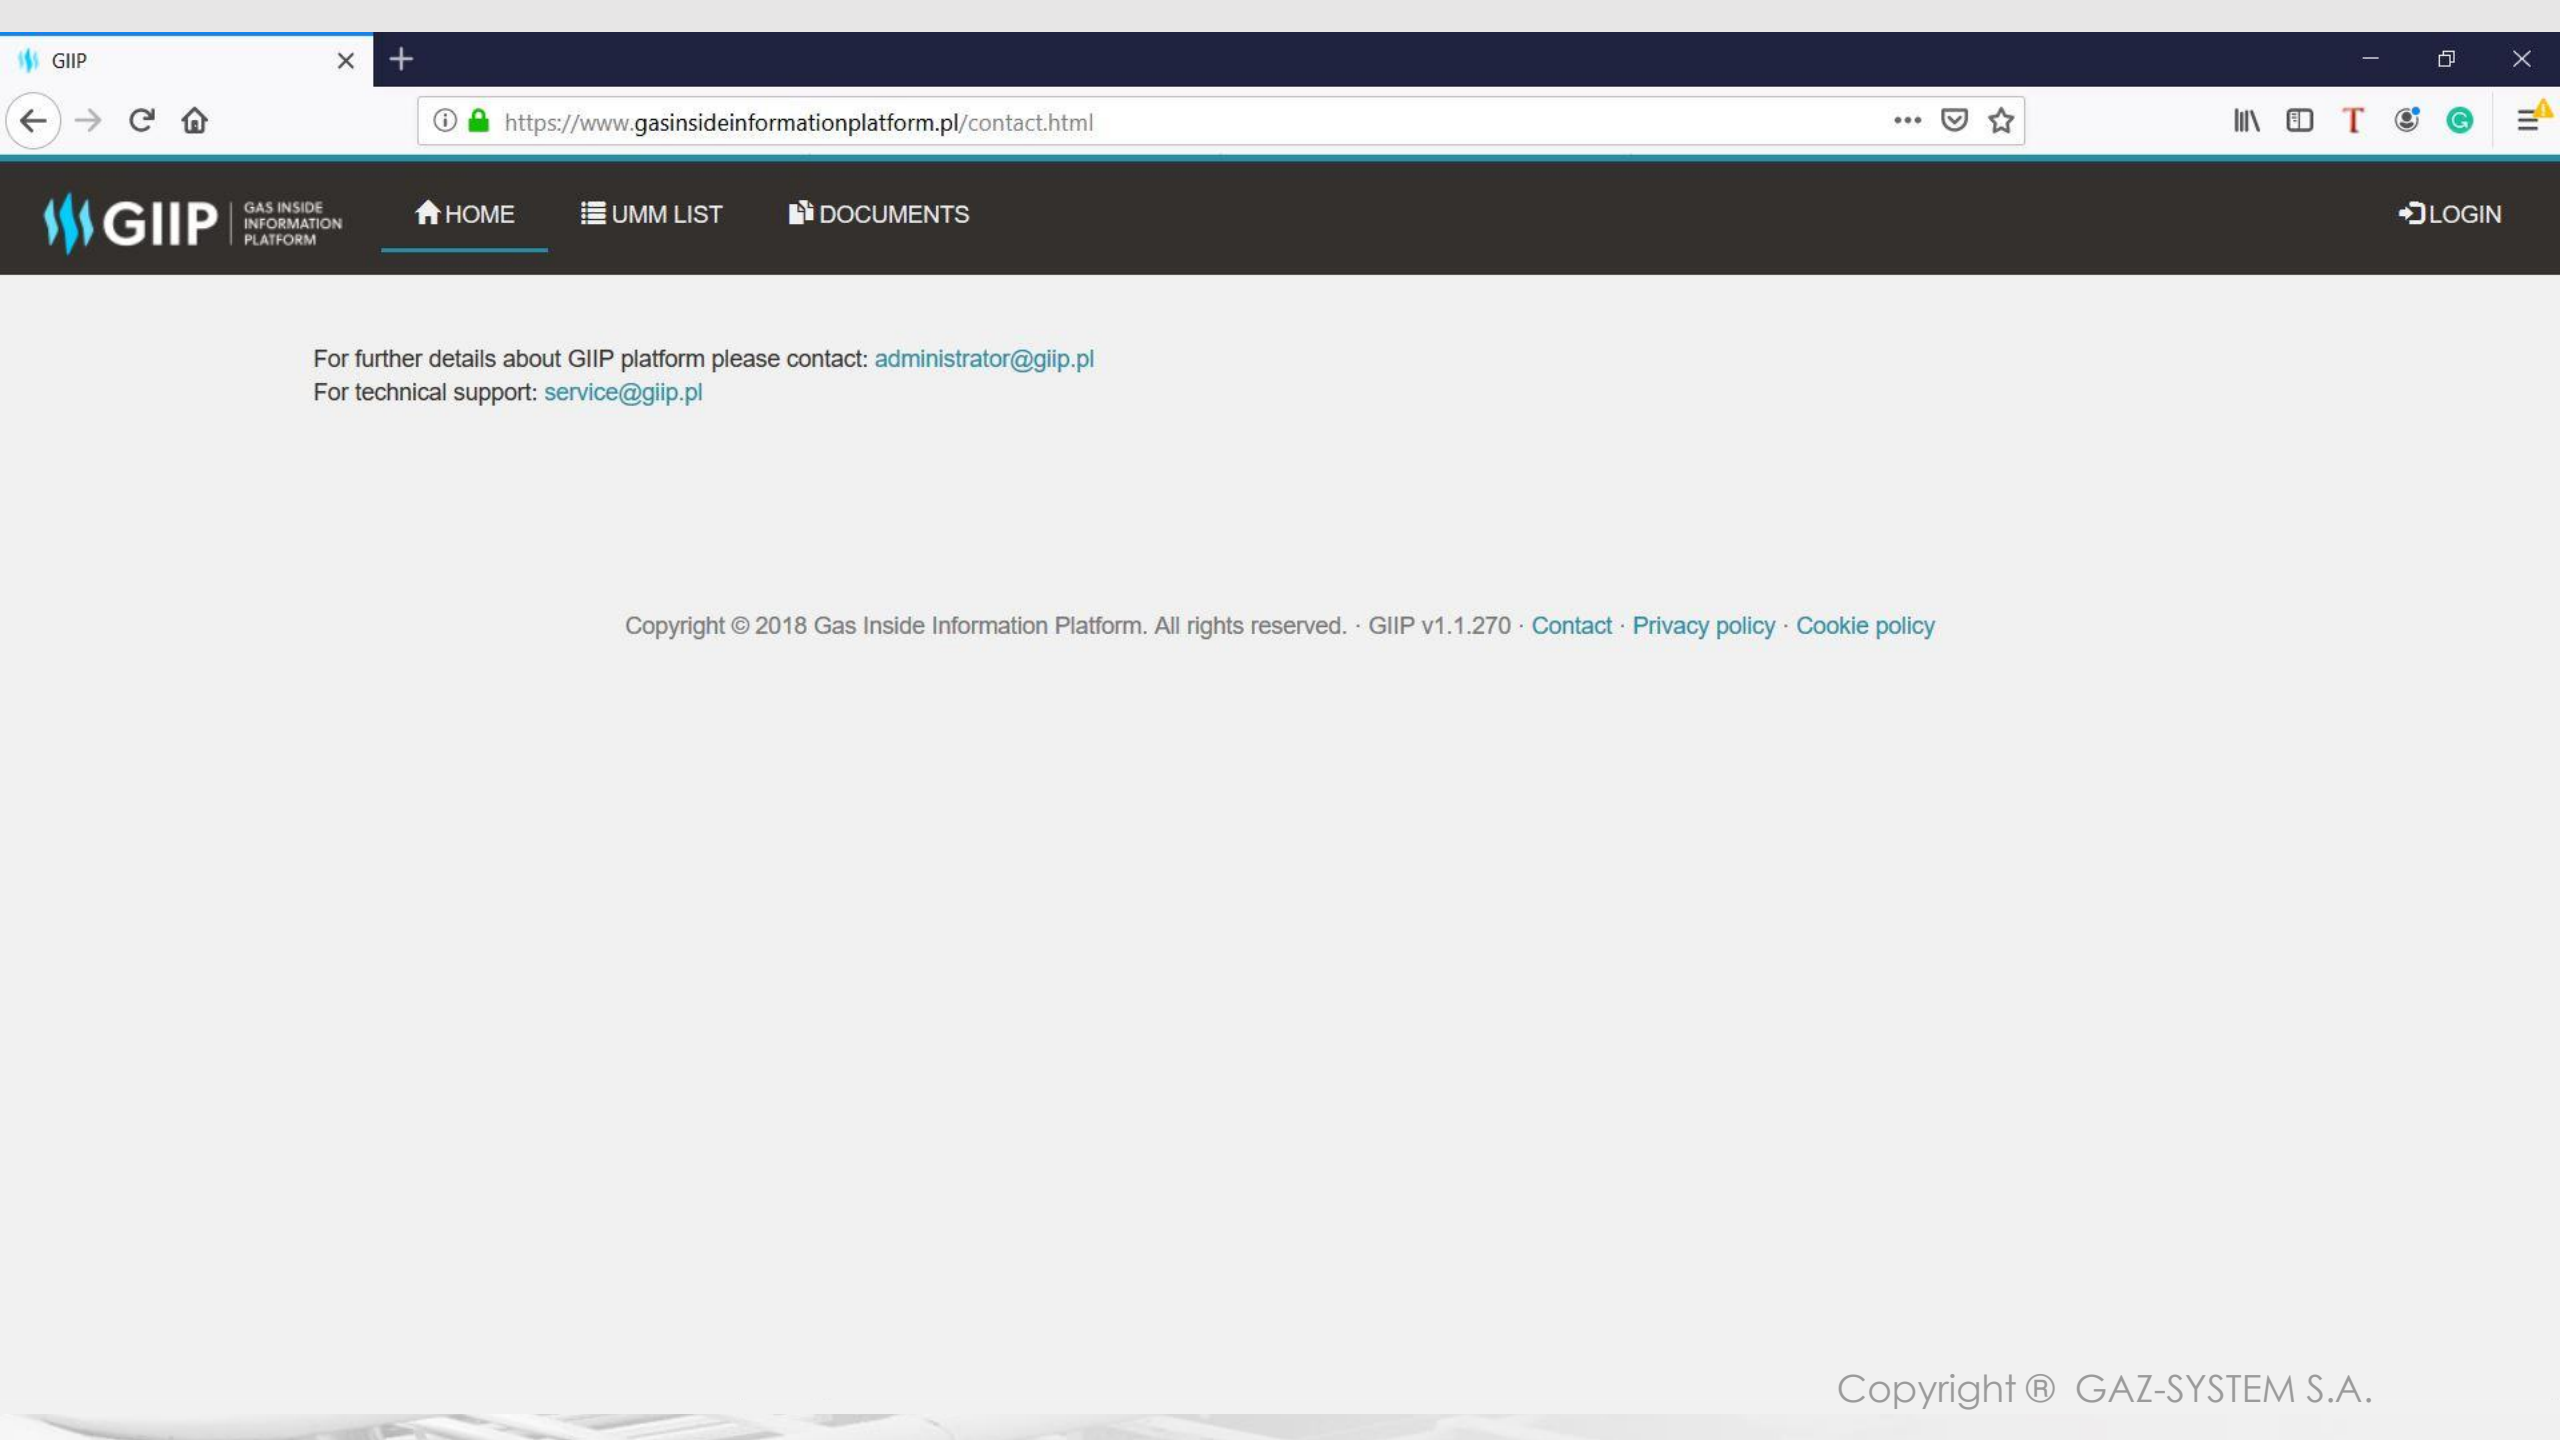 GIIP
https://www.gasinsideinformationplatform.pl/contact.html
T
G
GIIP
GAS INSIDE
INFORMATION
PLATFORM
HOME
UMM LIST
DOCUMENTS
LOGIN
For further details about GIIP platform please contact: administrator@giip.pl
For technical support: service@giip.pl
Copyright © 2018 Gas Inside Information Platform. All rights reserved. · GIIP v1.1.270 · Contact · Privacy policy · Cookie policy
Copyright ® GAZ-SYSTEM S.A.